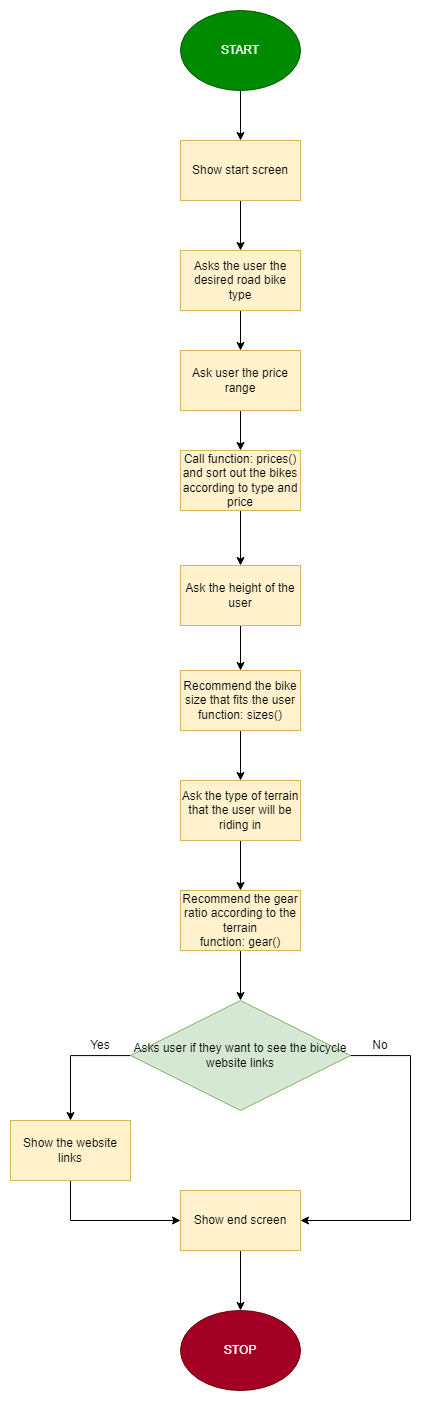 START
Show start screen
Asks the user the
desired road bike
type
Ask user the price
range
Call function: prices()
and sort out the bikes
according to type and
price
Ask the height of the
user
Recommend the bike
size that fits the user
function: sizes()
Ask the type of terrain
that the user will be
riding in
Recommend the gear
ratio according to the
terrain
function: gear()
Yes
Asks user if they want to see the bicycle
website links
No
Show the website
links
Show end screen
STOP